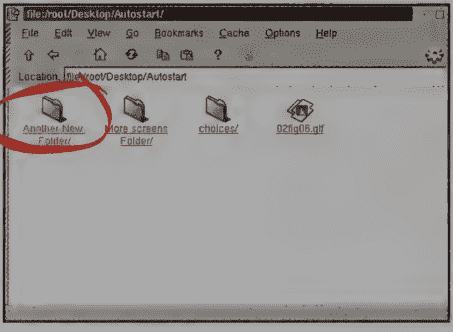 file:/root/Desktop/Autostart/
File Edit View Go Bookmarks Cache Options Help
?
Location: file:/root/Desktop/Autostart
Another New More screens choices/ 02fig08.gif
Folder/ Folder/